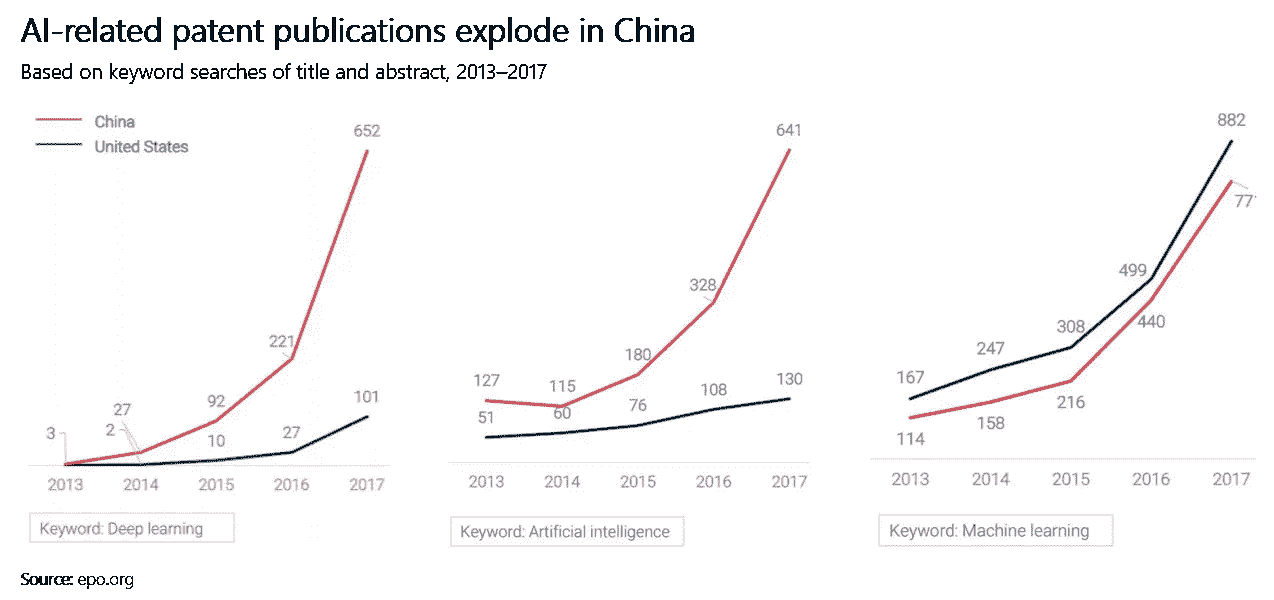 AI-related patent publications explode in China
Based on keyword searches of title and abstract, 2013–2017
China
United States
652
221
92
27
3
2
10
27
101
2013 2014 2015 2016 2017
Keyword: Deep learning
641
328
180
127
115
51
60
76
108
130
2013 2014 2015 2016 2017
Keyword: Artificial intelligence
882
77
499
440
308
247
216
167
158
114
2013 2014 2015 2016 2017
Keyword: Machine learning
Source: epo.org